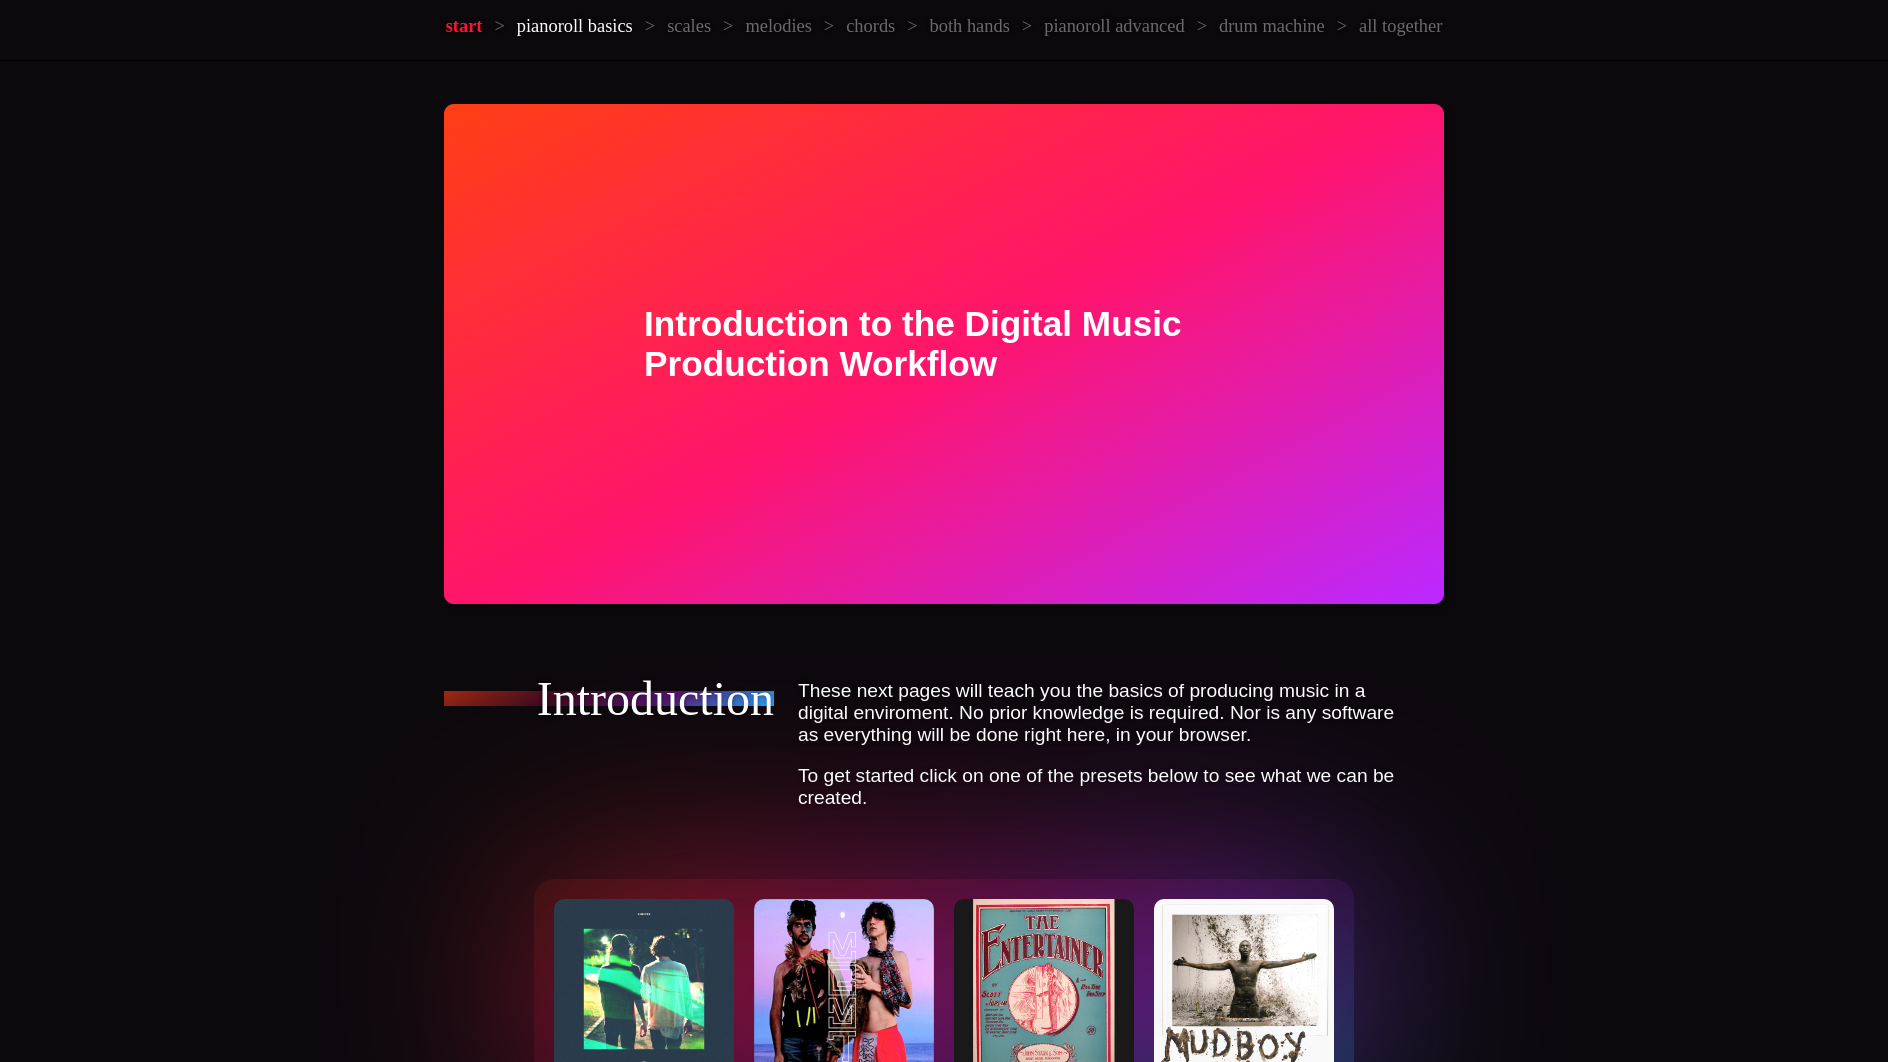 start > pianoroll basics > scales > melodies > chords > both hands > pianoroll advanced > drum machine > all together
Introduction to the Digital Music
Production Workflow
Introduction
These next pages will teach you the basics of producing music in a
digital enviroment. No prior knowledge is required. Nor is any software
as everything will be done right here, in your browser.
To get started click on one of the presets below to see what we can be
created.
THE
ENTERTAINER
BY
SCOTT
JOPLIN
MUDBOY